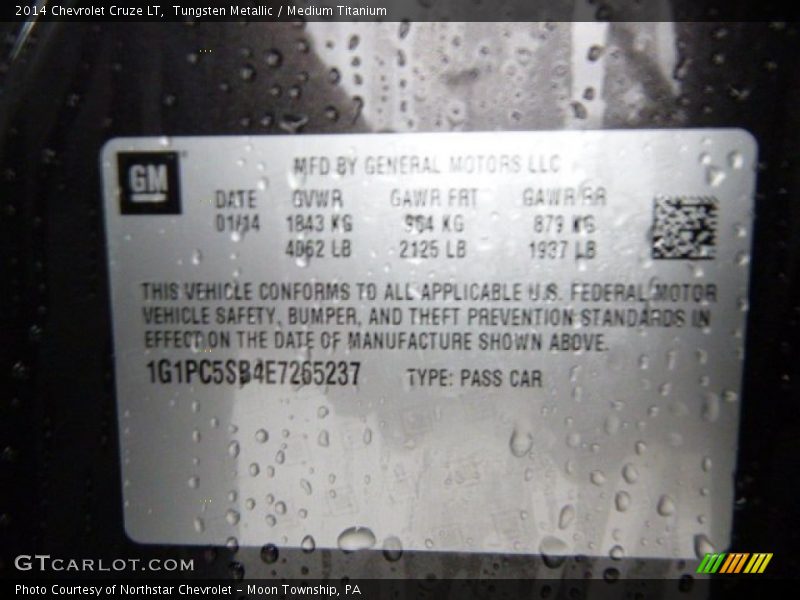 2014 Chevrolet Cruze LT,  Tungsten Metallic / Medium Titanium
GM
MFD BY GENERAL MOTORS LLC
DATE GVWR GAWR FRT GAWR RR
01/14 1843 KG 964 KG 879 KG
4062 LB 2125 LB 1937 LB
THIS VEHICLE CONFORMS TO ALL APPLICABLE U.S. FEDERAL MOTOR
VEHICLE SAFETY, BUMPER, AND THEFT PREVENTION STANDARDS IN
EFFECT ON THE DATE OF MANUFACTURE SHOWN ABOVE.
1G1PC5SB4E7265237 TYPE: PASS CAR
GTCARLOT.COM
Photo Courtesy of Northstar Chevrolet - Moon Township, PA